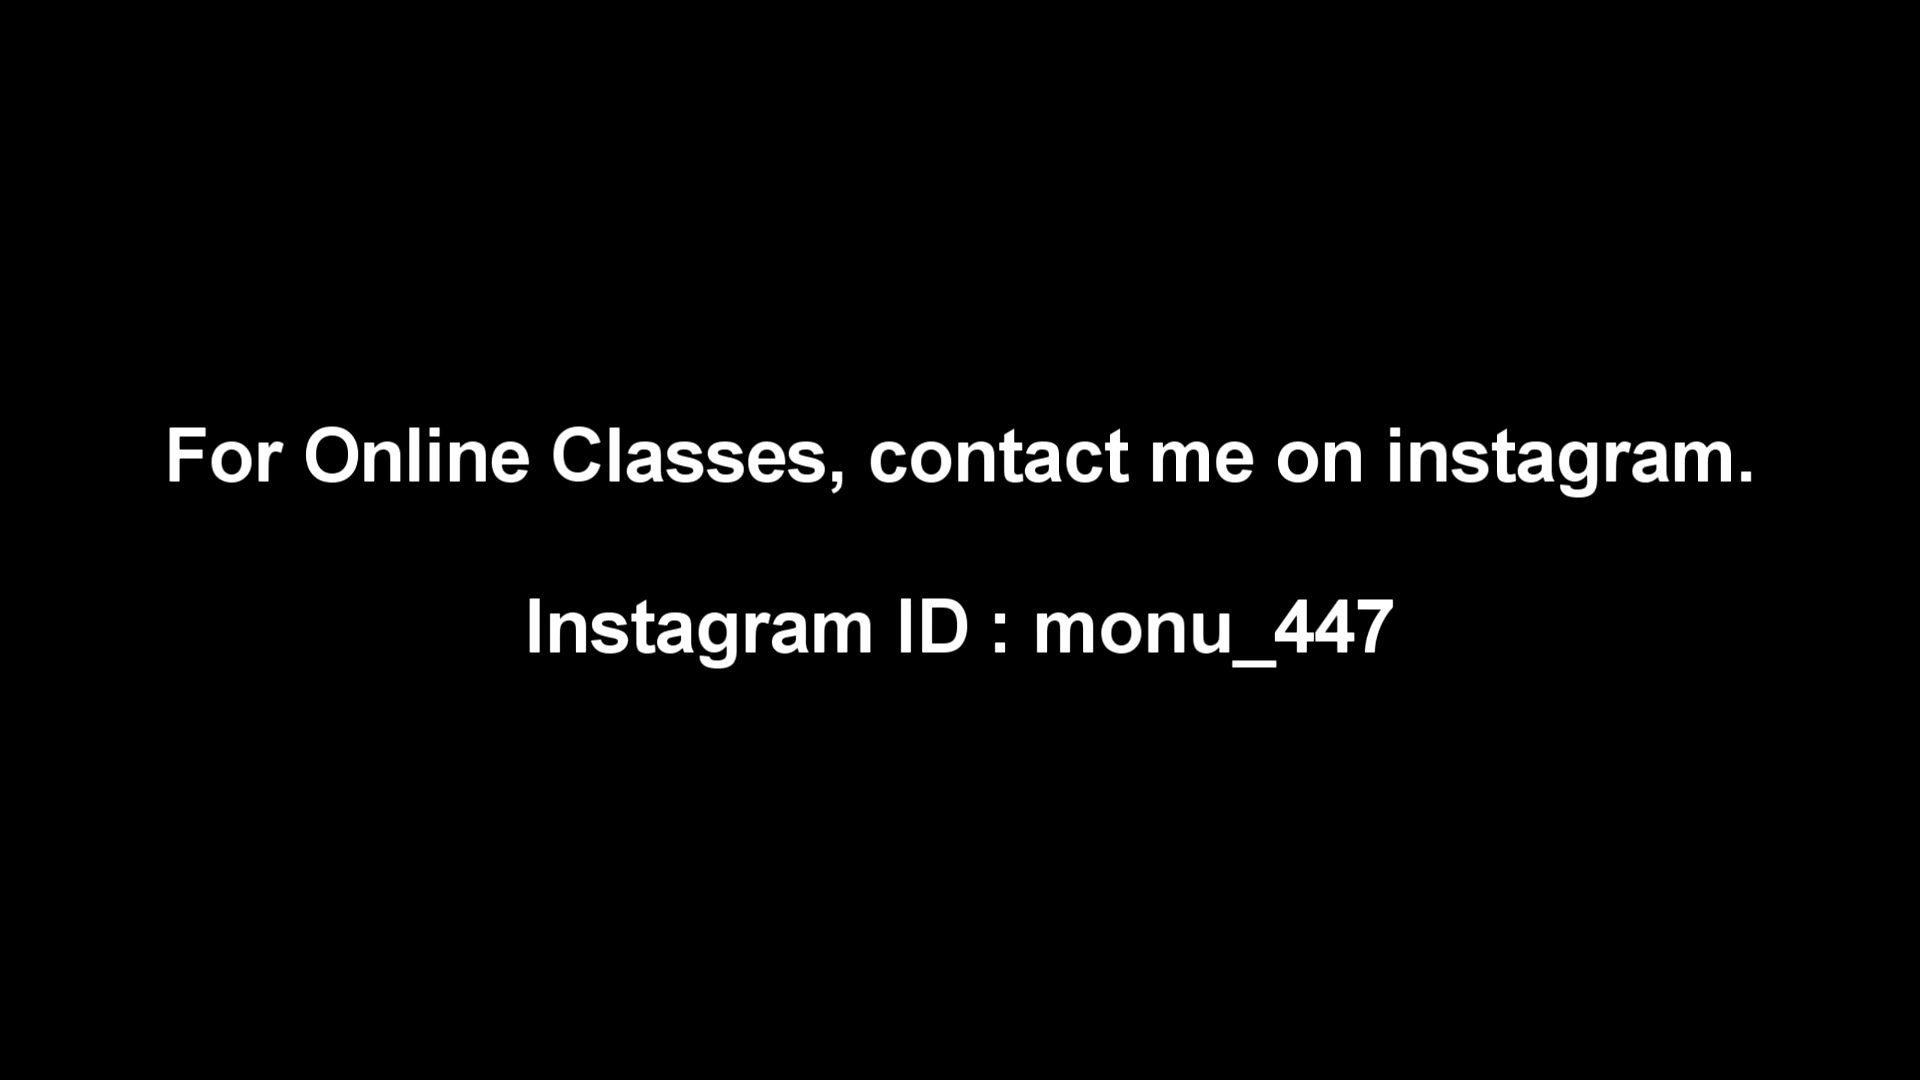 For Online Classes, contact me on instagram.
Instagram ID : monu_447